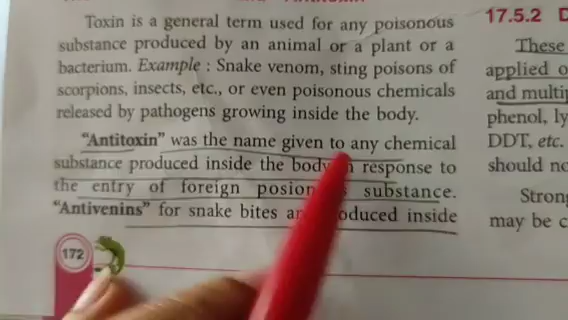 Toxin is a general term used for any poisonous
substance produced by an animal or a plant or a
bacterium. Example : Snake venom, sting poisons of
scorpions, insects, etc., or even poisonous chemicals
released by pathogens growing inside the body.
"Antitoxin" was the name given to any chemical
substance produced inside the body response to
the entry of foreign posion substance.
"Antivenins" for snake bites inside
172
17.5.2
These
applied
and
phenol,
DDT, etc.
should
may be